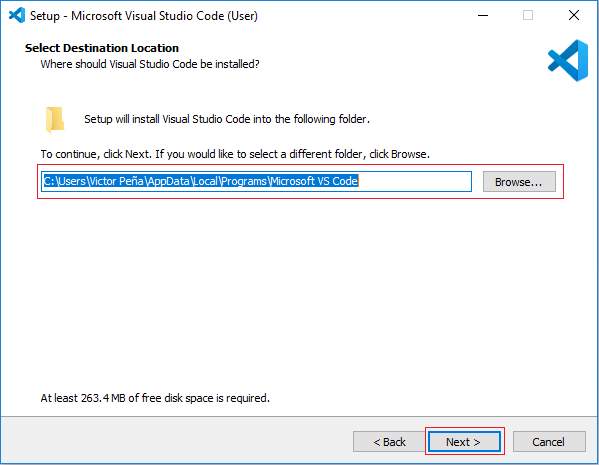 Setup - Microsoft Visual Studio Code (User)
Select Destination Location
Where should Visual Studio Code be installed?
Setup will install Visual Studio Code into the following folder.
To continue, click Next. If you would like to select a different folder, click Browse.
C:\Users\Victor Peña\AppData\Local\Programs\Microsoft VS Code
Browse...
At least 263.4 MB of free disk space is required.
< Back
Next >
Cancel